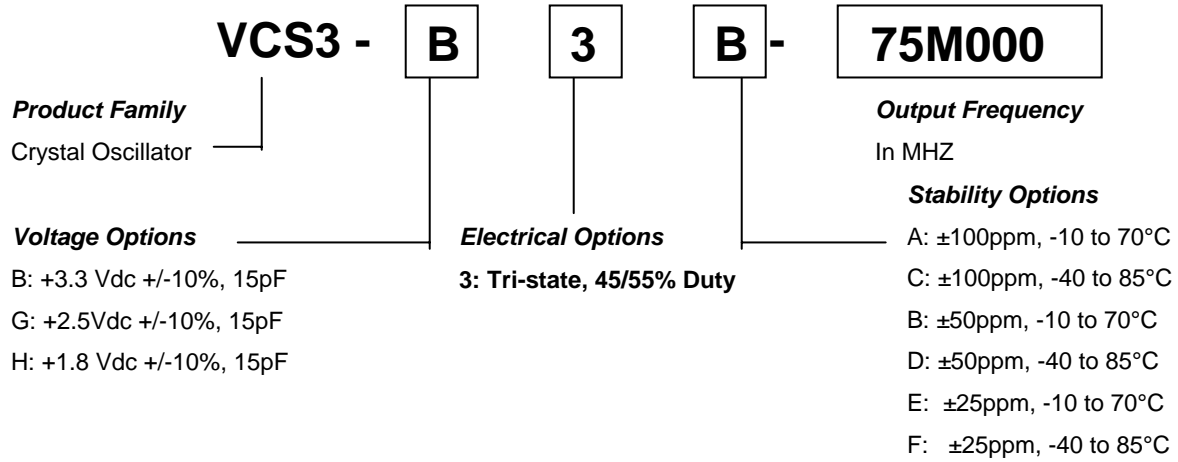 VCS3 - B 3 B - 75M000
Product Family
Crystal Oscillator
Output Frequency
In MHZ
Voltage Options
B: +3.3 Vdc +/-10%, 15pF
G: +2.5Vdc +/-10%, 15pF
H: +1.8 Vdc +/-10%, 15pF
Electrical Options
3: Tri-state, 45/55% Duty
Stability Options
A: ±100ppm, -10 to 70°C
C: ±100ppm, -40 to 85°C
B: ±50ppm, -10 to 70°C
D: ±50ppm, -40 to 85°C
E: ±25ppm, -10 to 70°C
F: ±25ppm, -40 to 85°C